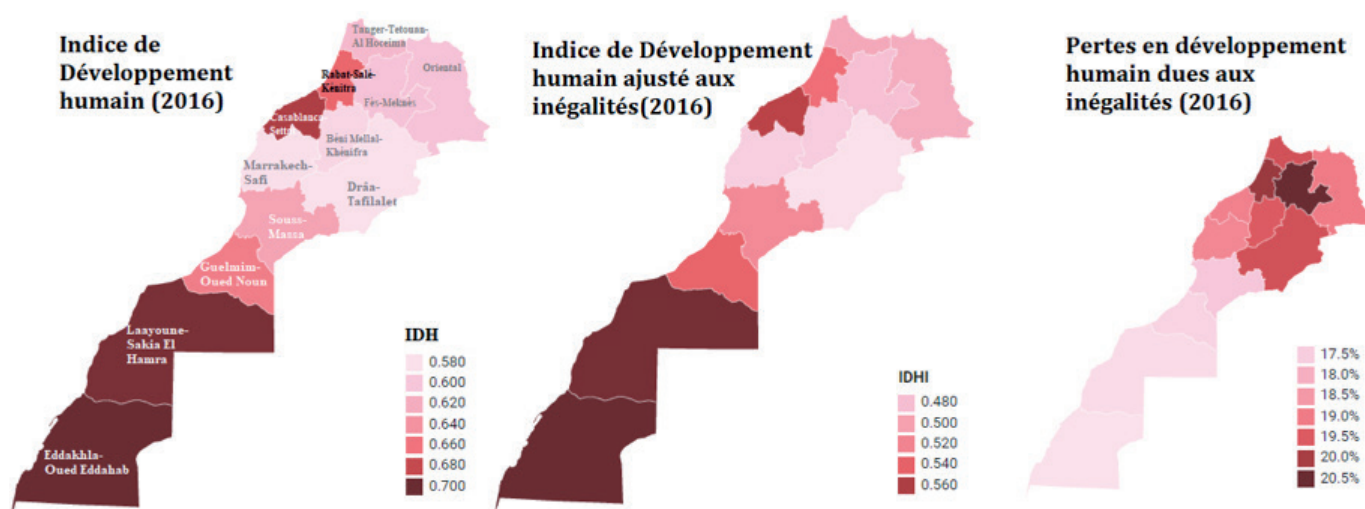 Indice de
Développement
humain (2016)
Tanger-Tetouan-
Al Hoceima
Oriental
Rabat-Salé-
Kénitra
Fès-Meknès
Casablanca-
Settat
Béni Mellal-
Khénifra
Marrakech-
Safi
Drâa-
Tafilalet
Souss-
Massa
Guelmim-
Oued Noun
Laayoune-
Sakia El
Hamra
Eddakhla-
Oued Eddahab
IDH
0.580
0.600
0.620
0.640
0.660
0.680
0.700
Indice de Développement
humain ajusté aux
inégalités(2016)
IDHI
0.480
0.500
0.520
0.540
0.560
Pertes en développement
humain dues aux
inégalités (2016)
17.5%
18.0%
18.5%
19.0%
19.5%
20.0%
20.5%